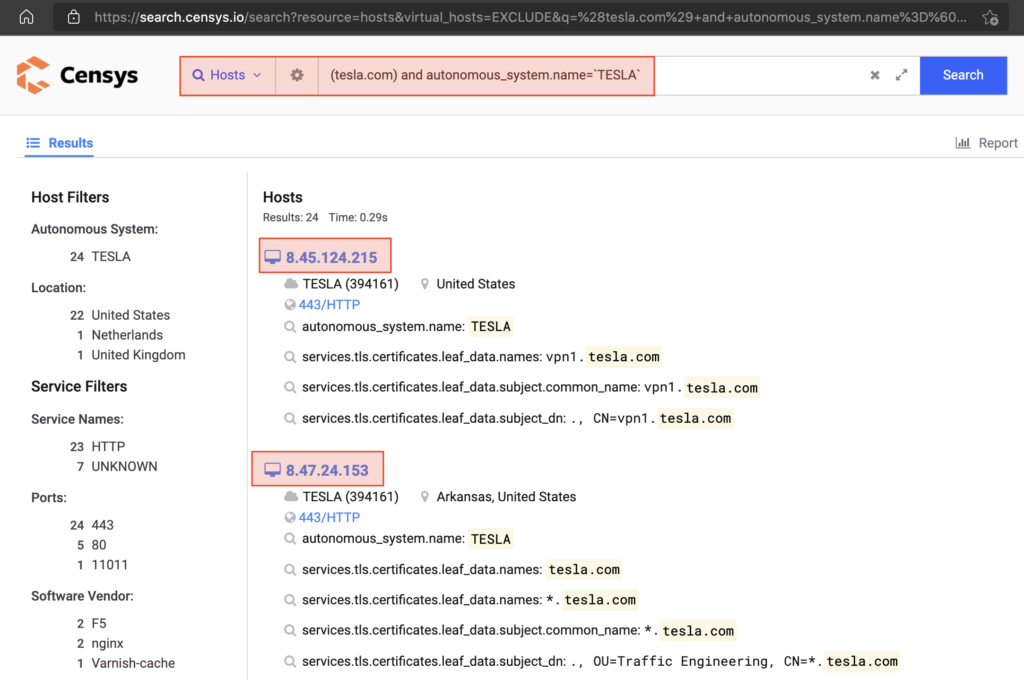 https://search.censys.io/search?resource=hosts&virtual_hosts=EXCLUDE&q=%28tesla.com%29+and+autonomous_system.name%3D%60...
Censys
Hosts (tesla.com) and autonomous_system.name=`TESLA` Search
Results Report
Host Filters
Autonomous System:
24 TESLA
Location:
22 United States
1 Netherlands
1 United Kingdom
Service Filters
Service Names:
23 HTTP
7 UNKNOWN
Ports:
24 443
5 80
1 11011
Software Vendor:
2 F5
2 nginx
1 Varnish-cache
Hosts
Results: 24 Time: 0.29s
8.45.124.215
TESLA (394161) United States
443/HTTP
autonomous_system.name: TESLA
services.tls.certificates.leaf_data.names: vpn1.tesla.com
services.tls.certificates.leaf_data.subject.common_name: vpn1.tesla.com
services.tls.certificates.leaf_data.subject_dn: ., CN=vpn1.tesla.com
8.47.24.153
TESLA (394161) Arkansas, United States
443/HTTP
autonomous_system.name: TESLA
services.tls.certificates.leaf_data.names: tesla.com
services.tls.certificates.leaf_data.names: *.tesla.com
services.tls.certificates.leaf_data.subject.common_name: *.tesla.com
services.tls.certificates.leaf_data.subject_dn: ., OU=Traffic Engineering, CN=*.tesla.com